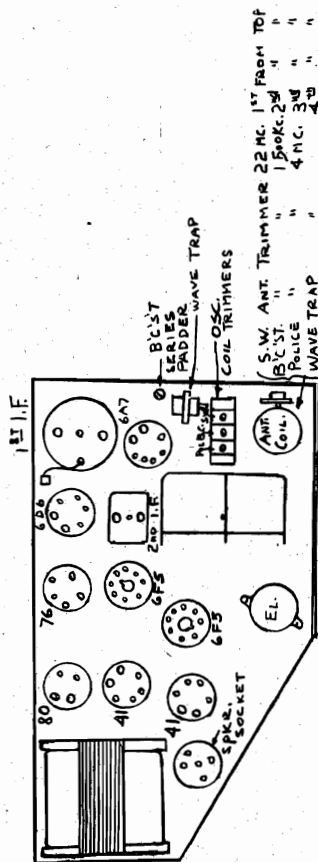 1ST I.F.
6A7
6D6
76
80
2ND I.F.
6F5
6F5
41
41
SPKR.
SOCKET
EL.
ANT.
COIL
B'C'S'T
SERIES
PADDER
WAVE TRAP
OSC.
COIL TRIMMERS
S.W. ANT. TRIMMER 22 MC. 1ST FROM TOP
B'C'ST. " " 1500KC. 2ND " "
POLICE " " 4 MC. 3RD " "
WAVE TRAP 4TH " "